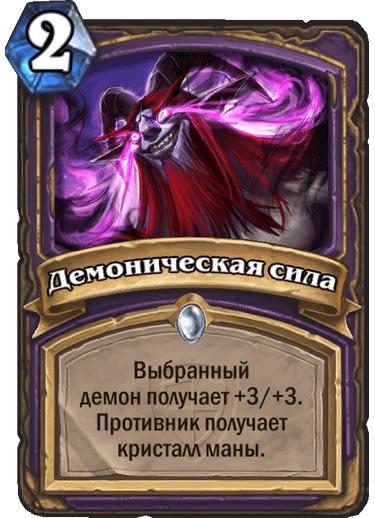 2
Демоническая сила
Выбранный
демон получает +3/+3.
Противник получает
кристалл маны.